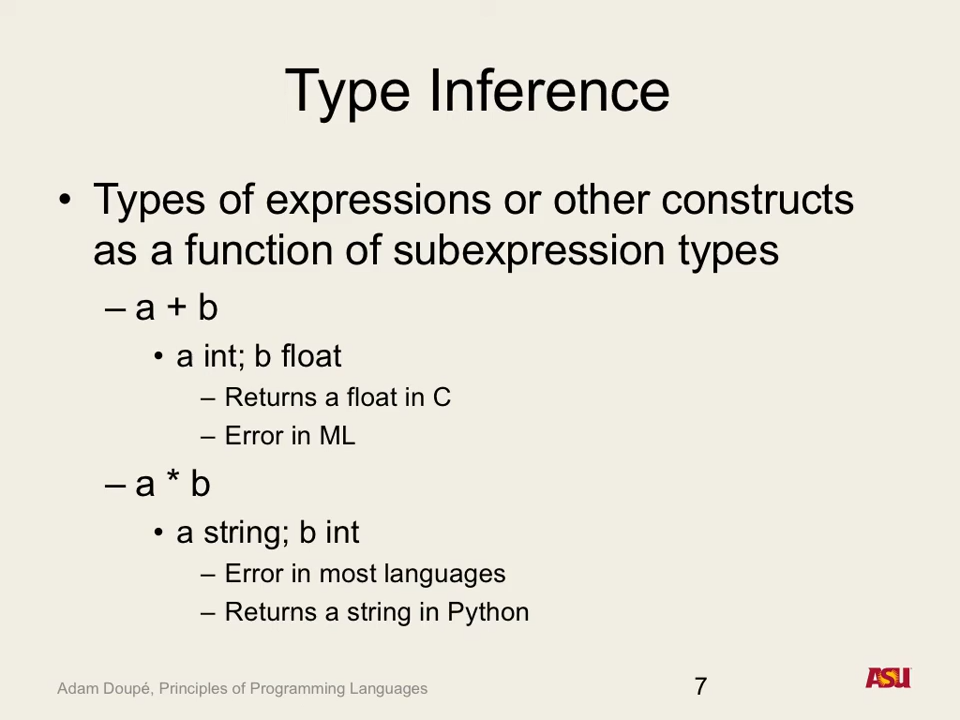 Type Inference
• Types of expressions or other constructs
as a function of subexpression types
– a + b
• a int; b float
– Returns a float in C
– Error in ML
– a * b
• a string; b int
– Error in most languages
– Returns a string in Python
Adam Doupé, Principles of Programming Languages
7
ASU